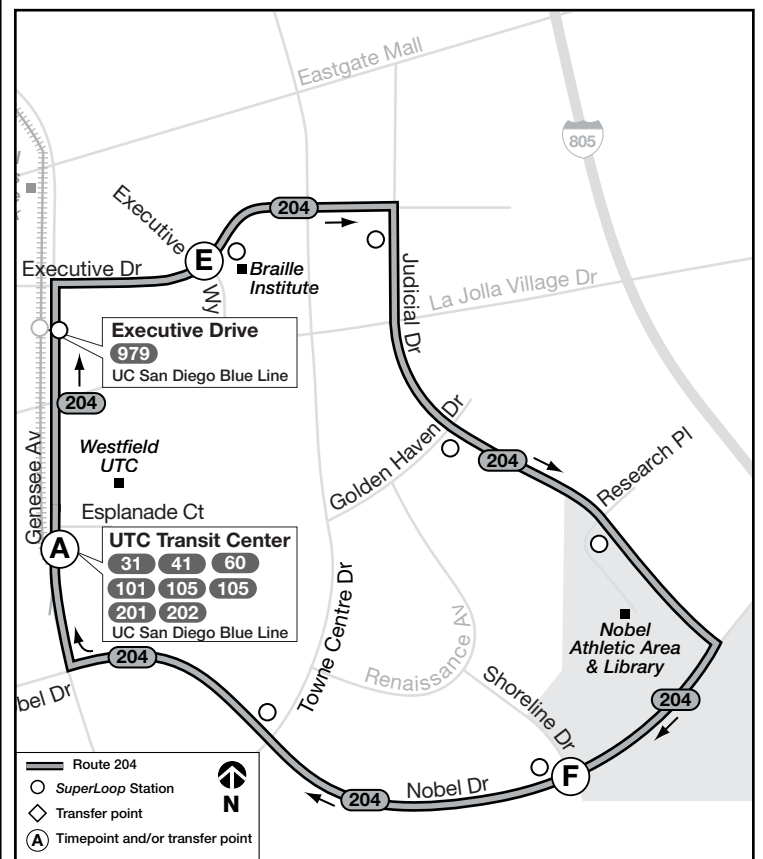 Eastgate Mall
805
Executive
Wy
204
E
Executive Dr
Braille
Institute
Judicial Dr
La Jolla Village Dr
Executive Drive
979
UC San Diego Blue Line
204
Genesee Av
Westfield
UTC
Golden Haven Dr
204
Research Pl
Esplanade Ct
A
UTC Transit Center
31 41 60
101 105 105
201 202
UC San Diego Blue Line
Nobel
Athletic Area
& Library
Towne Centre Dr
Renaissance Av
Shoreline Dr
204
204
bel Dr
F
Nobel Dr
204
Route 204
SuperLoop Station
Transfer point
A Timepoint and/or transfer point
N